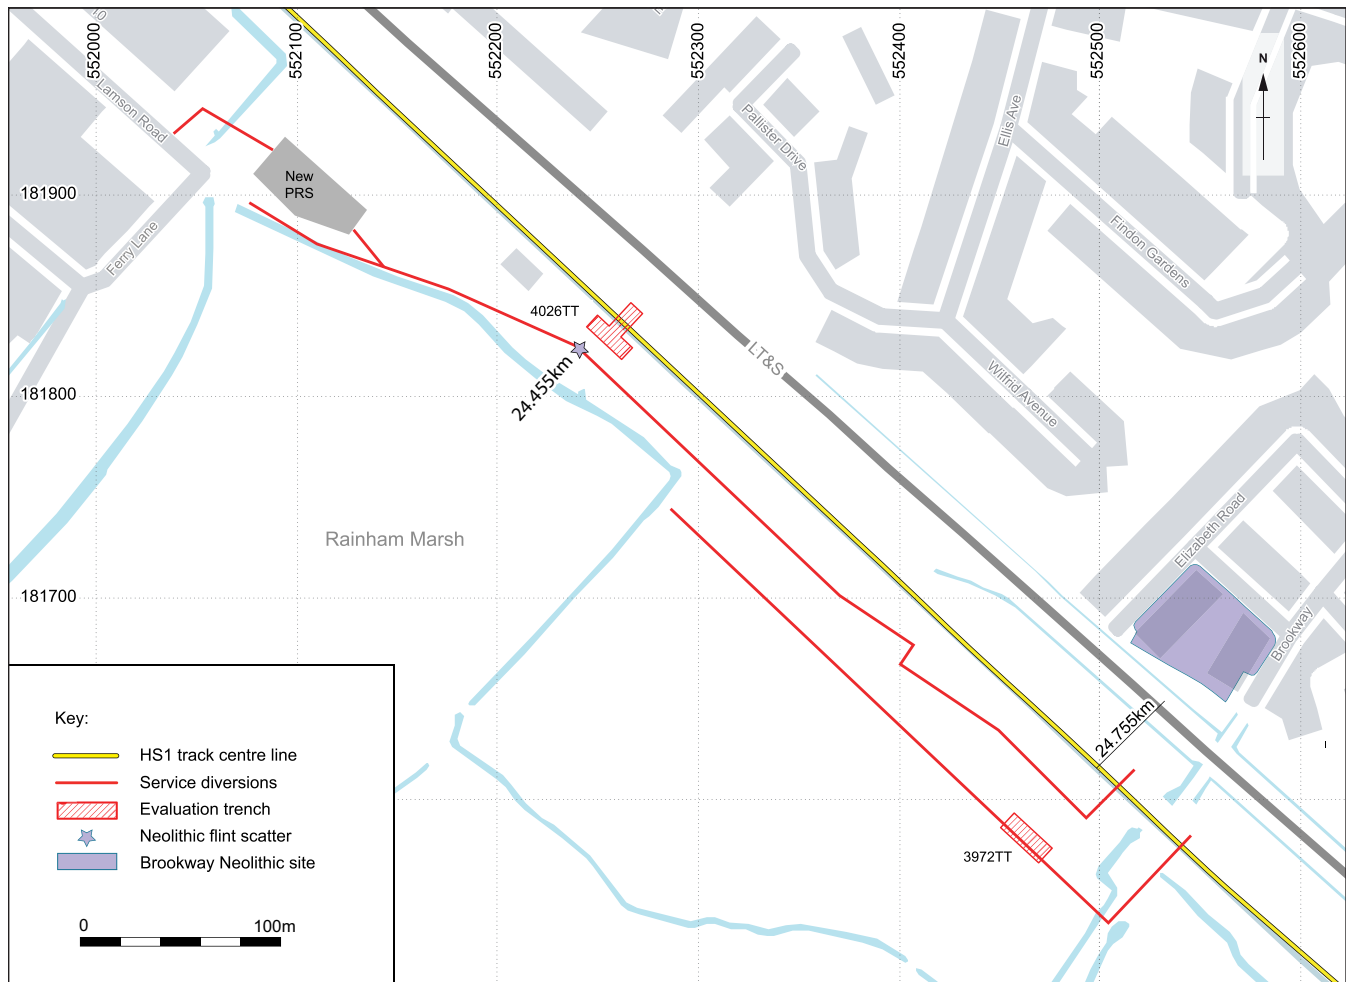 552000
552100
552200
552300
552400
552500
552600
N
10
Lamson Road
Ferry Lane
New
PRS
Pallister Drive
Ellis Ave
Findon Gardens
Wilfrid Avenue
LT&S
181900
4026TT
24.455km
181800
Rainham Marsh
Elizabeth Road
Brookway
181700
24.755km
3972TT
Key:
HS1 track centre line
Service diversions
Evaluation trench
Neolithic flint scatter
Brookway Neolithic site
0 100m